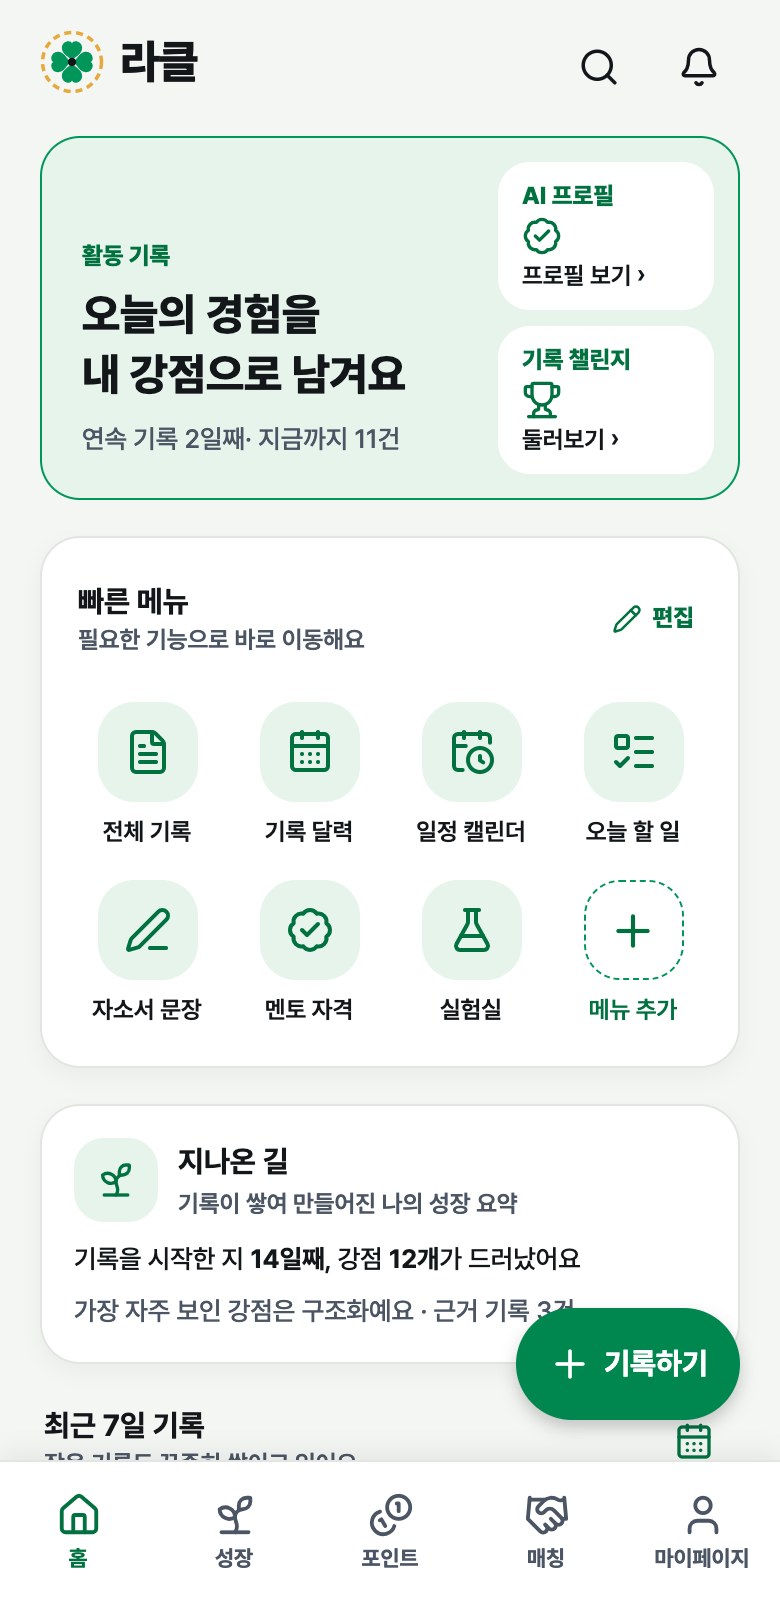 라클
활동 기록
오늘의 경험을
내 강점으로 남겨요
연속 기록 2일째· 지금까지 11건
AI 프로필
프로필 보기 ›
기록 챌린지
둘러보기 ›
빠른 메뉴
필요한 기능으로 바로 이동해요
편집
전체 기록
기록 달력
일정 캘린더
오늘 할 일
자소서 문장
멘토 자격
실험실
메뉴 추가
지나온 길
기록이 쌓여 만들어진 나의 성장 요약
기록을 시작한 지 14일째, 강점 12개가 드러났어요
가장 자주 보인 강점은 구조화예요 · 근거 기록 3건
기록하기
최근 7일 기록
홈
성장
포인트
매칭
마이페이지